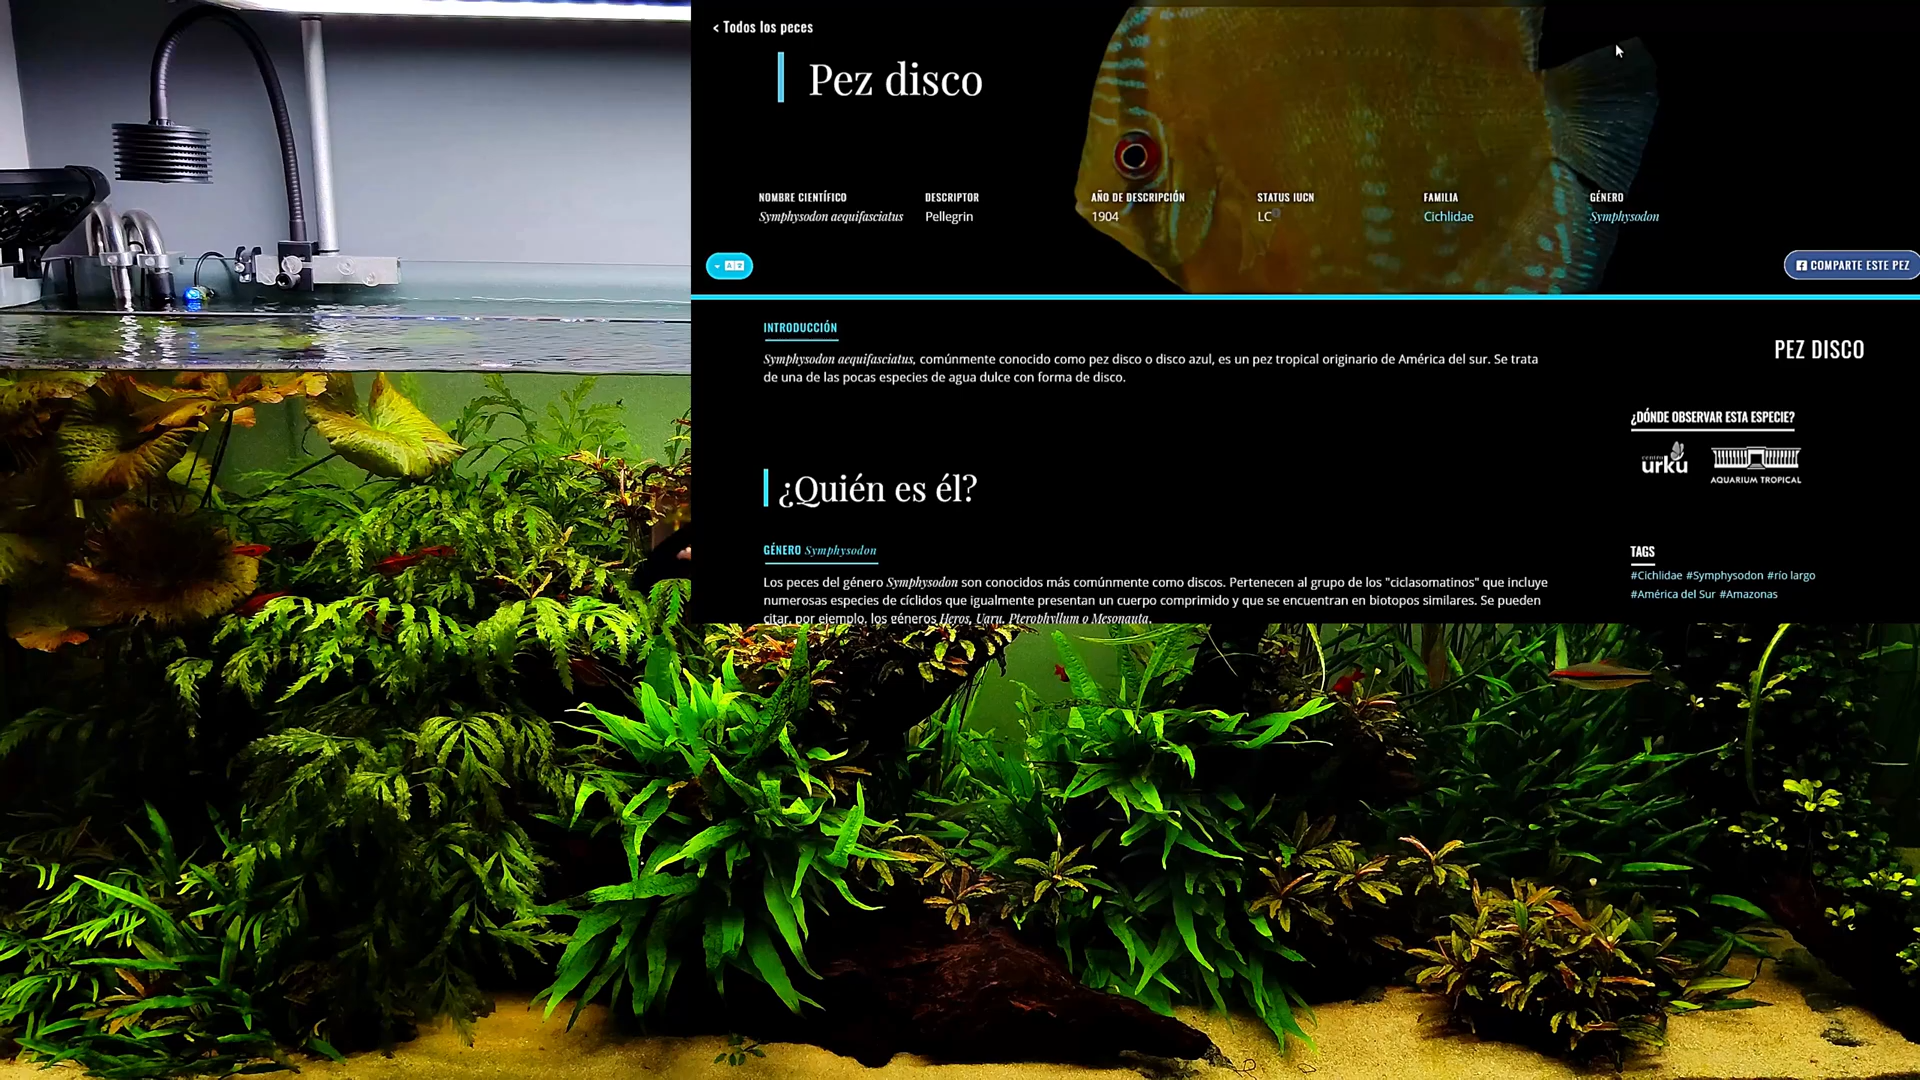 < Todos los peces
Pez disco
NOMBRE CIENTÍFICO
Symphysodon aequifasciatus
DESCRIPTOR
Pellegrin
AÑO DE DESCRIPCIÓN
1904
STATUS IUCN
LC
FAMILIA
Cichlidae
GÉNERO
Symphysodon
COMPARTE ESTE PEZ
INTRODUCCIÓN
Symphysodon aequifasciatus, comúnmente conocido como pez disco o disco azul, es un pez tropical originario de América del sur. Se trata
de una de las pocas especies de agua dulce con forma de disco.
PEZ DISCO
¿DÓNDE OBSERVAR ESTA ESPECIE?
centro
urku
AQUARIUM TROPICAL
¿Quién es él?
GÉNERO Symphysodon
Los peces del género Symphysodon son conocidos más comúnmente como discos. Pertenecen al grupo de los "ciclasomatinos" que incluye
numerosas especies de cíclidos que igualmente presentan un cuerpo comprimido y que se encuentran en biotopos similares. Se pueden
citar, por ejemplo, los géneros Heros, Uaru, Pterophyllum o Mesonauta.
TAGS
#Cichlidae #Symphysodon #río largo
#América del Sur #Amazonas